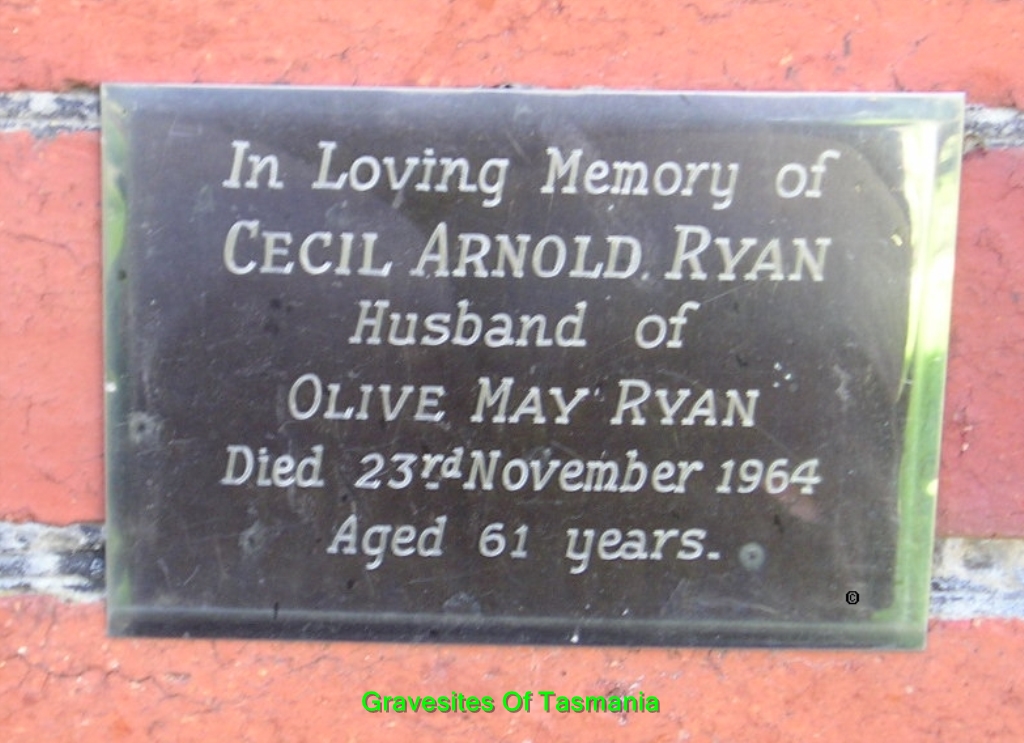 In Loving Memory of
CECIL ARNOLD RYAN
Husband of
OLIVE MAY RYAN
Died 23rd November 1964
Aged 61 years.
©
Gravesites Of Tasmania